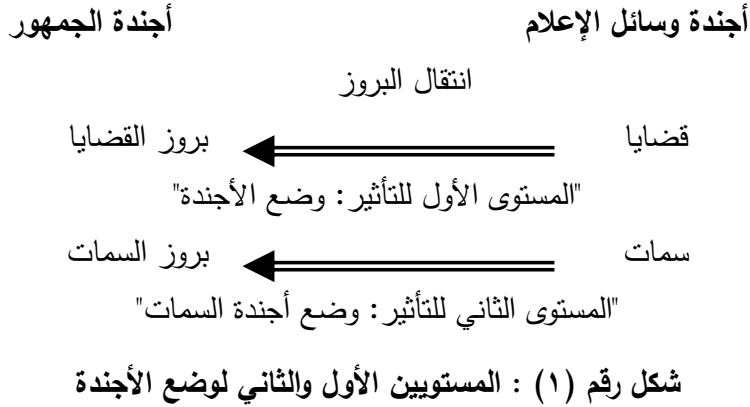 أجندة وسائل الإعلام أجندة الجمهور
انتقال البروز
قضايا بروز القضايا
"المستوى الأول للتأثير : وضع الأجندة"
سمات بروز السمات
"المستوى الثاني للتأثير : وضع أجندة السمات"
شكل رقم (١) : المستويين الأول والثاني لوضع الأجندة